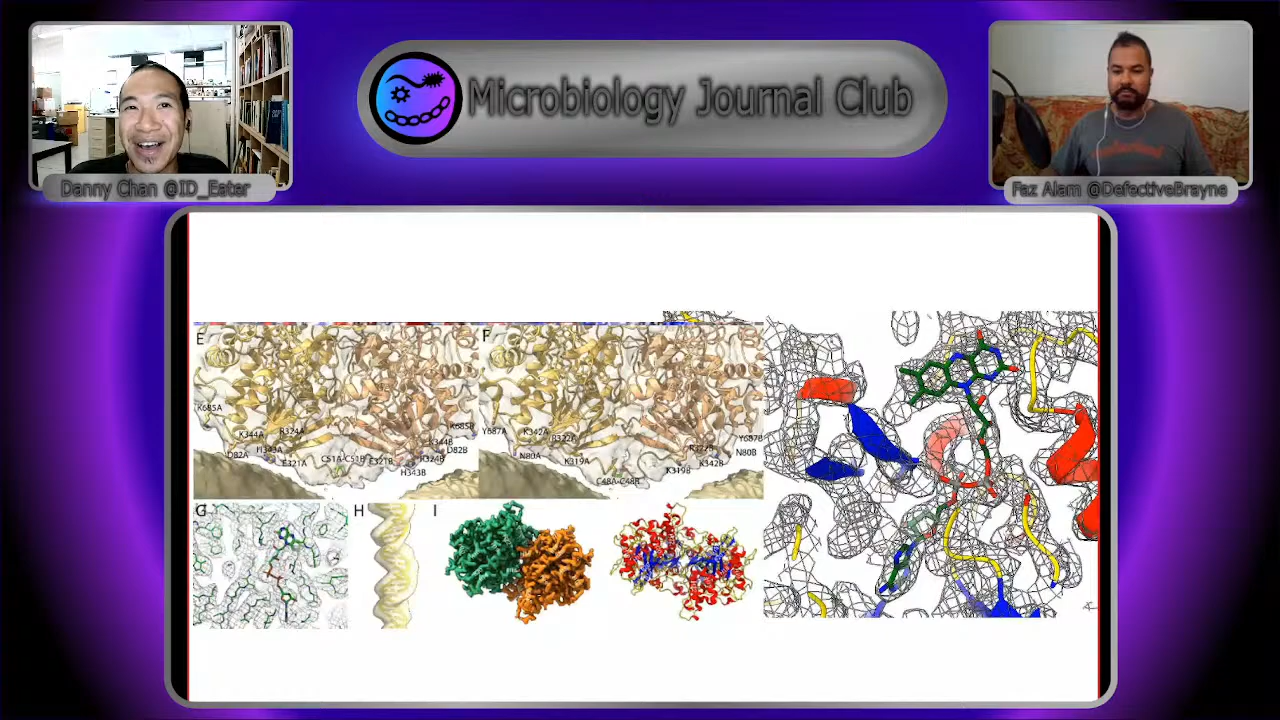 Microbiology Journal Club
Danny Chan @ID_Eater
Faz Alam @DefectiveBrayne
E
K685A
K344A
R324A
D82A
H343A
E321A
C51A-C51B
E321B
H343B
R324B
K344B
D82B
K685B
F
Y687A
K342A
R322A
N80A
K319A
C48A-C48B
K319B
K342B
N80B
Y687B
G
H
I